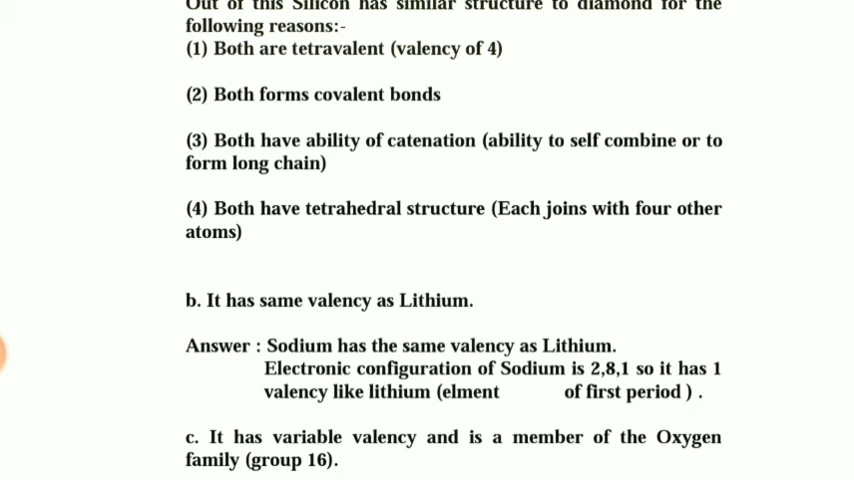 Out of this Silicon has similar structure to diamond for the
following reasons:-
(1) Both are tetravalent (valency of 4)
(2) Both forms covalent bonds
(3) Both have ability of catenation (ability to self combine or to
form long chain)
(4) Both have tetrahedral structure (Each joins with four other
atoms)
b. It has same valency as Lithium.
Answer : Sodium has the same valency as Lithium.
Electronic configuration of Sodium is 2,8,1 so it has 1
valency like lithium (elment of first period ) .
c. It has variable valency and is a member of the Oxygen
family (group 16).